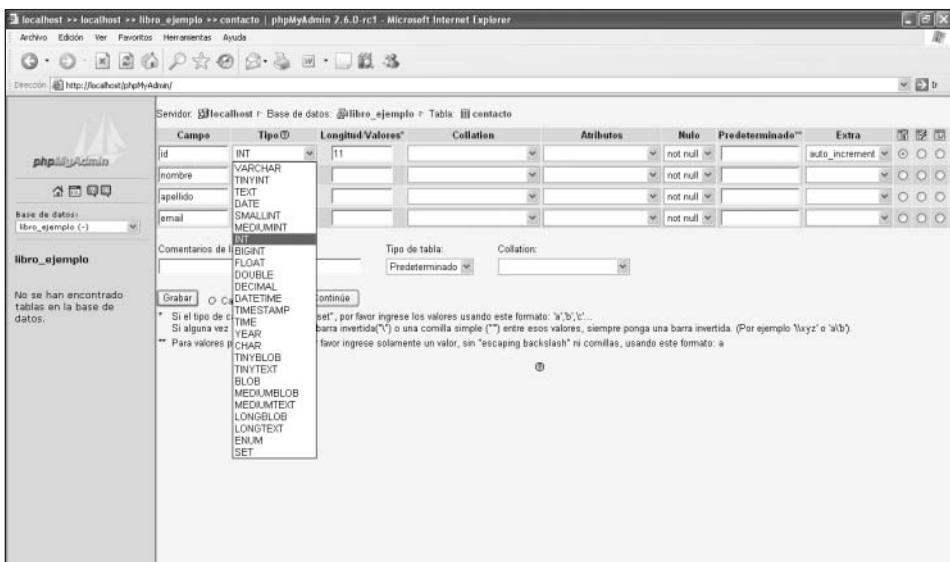 localhost >> localhost >> libro_ejemplo >> contacto | phpMyAdmin 2.6.0-rc1 - Microsoft Internet Explorer
Archivo Edición Ver Favoritos Herramientas Ayuda
Dirección http://localhost/phpMyAdmin/ Ir
phpMyAdmin
Base de datos:
libro_ejemplo (-)
libro_ejemplo
No se han encontrado
tablas en la base de
datos.
Servidor: localhost Base de datos: libro_ejemplo Tabla: contacto
Campo Tipo Longitud/Valores* Collation Atributos Nulo Predeterminado** Extra
id INT 11 not null auto_increment
nombre not null
apellido not null
email not null
VARCHAR
TINYINT
TEXT
DATE
SMALLINT
MEDIUMINT
INT
BIGINT
FLOAT
DOUBLE
DECIMAL
DATETIME
TIMESTAMP
TIME
YEAR
CHAR
TINYBLOB
TINYTEXT
BLOB
MEDIUMBLOB
MEDIUMTEXT
LONGBLOB
LONGTEXT
ENUM
SET
Comentarios de l Tipo de tabla: Collation:
Predeterminado
Grabar Ca Continúe
* Si el tipo de c set", por favor ingrese los valores usando este formato: 'a','b','c'...
Si alguna vez barra invertida("\") o una comilla simple ("'") entre esos valores, siempre ponga una barra invertida. (Por ejemplo '\\xyz' o 'a\'b').
** Para valores p favor ingrese solamente un valor, sin "escaping backslash" ni comillas, usando este formato: a